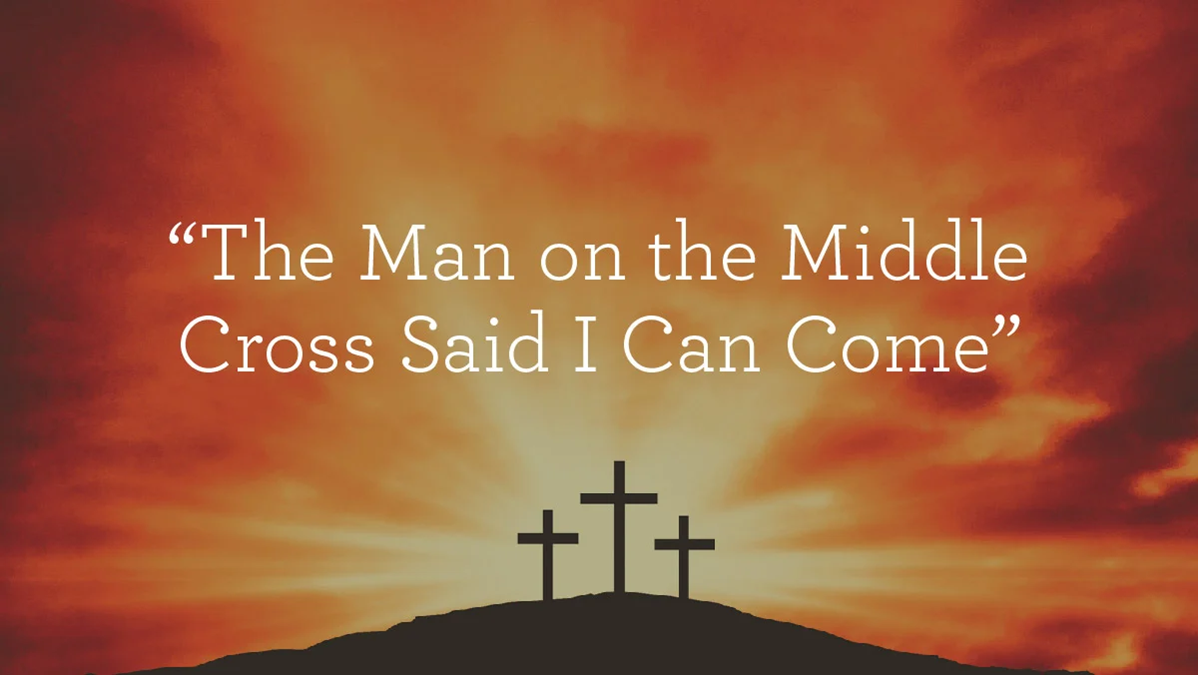 “The Man on the Middle
Cross Said I Can Come”